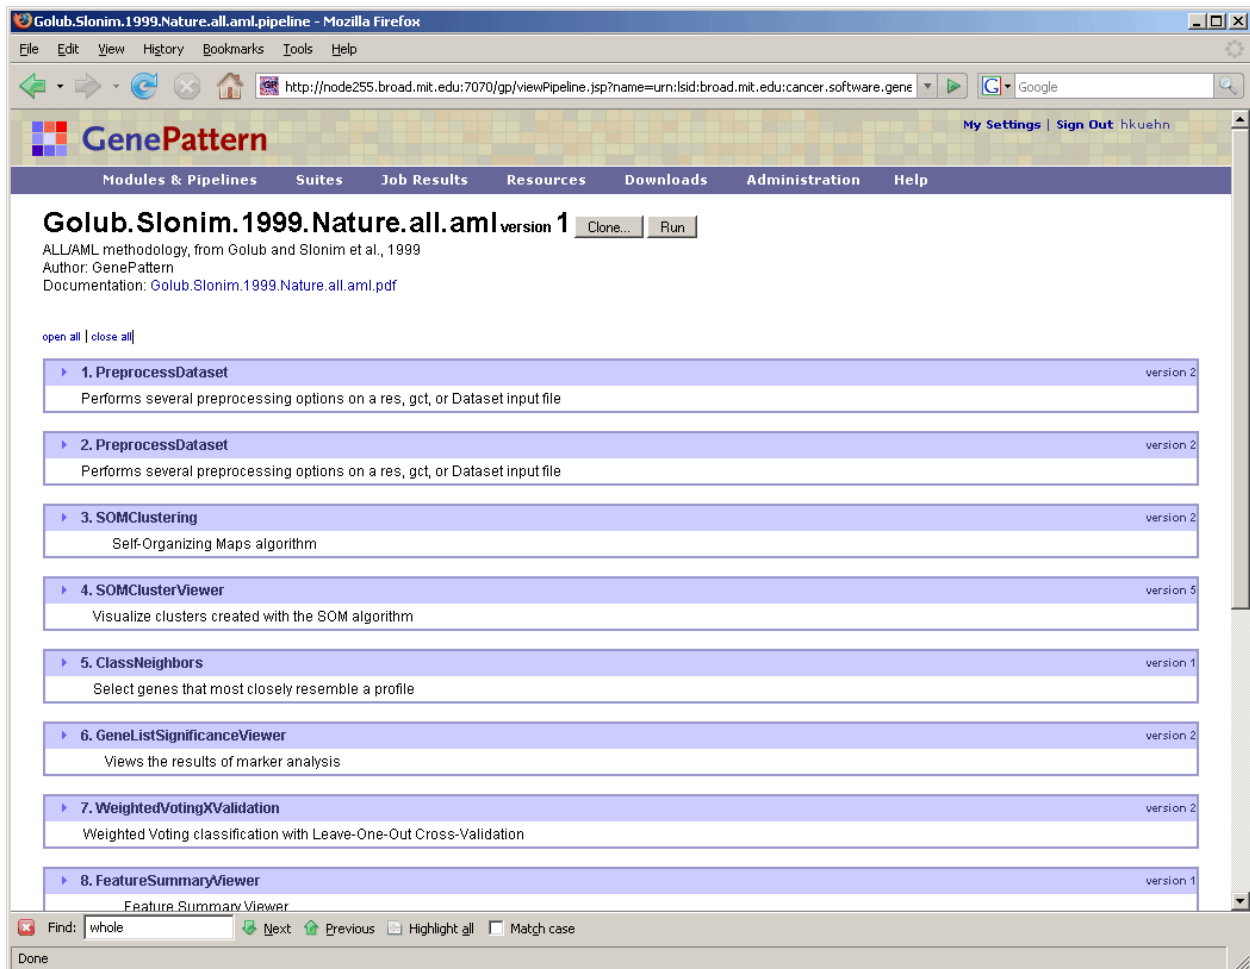 Golub.Slonim.1999.Nature.all.aml.pipeline - Mozilla Firefox
File Edit View History Bookmarks Tools Help
GP http://node255.broad.mit.edu:7070/gp/viewPipeline.jsp?name=urn:lsid:broad.mit.edu:cancer.software.gene G Google
GenePattern My Settings | Sign Out hkuehn
Modules & Pipelines Suites Job Results Resources Downloads Administration Help
Golub.Slonim.1999.Nature.all.aml version 1 Clone... Run
ALL/AML methodology, from Golub and Slonim et al., 1999
Author: GenePattern
Documentation: Golub.Slonim.1999.Nature.all.aml.pdf
open all | close all
1. PreprocessDataset version 2
Performs several preprocessing options on a res, gct, or Dataset input file
2. PreprocessDataset version 2
Performs several preprocessing options on a res, gct, or Dataset input file
3. SOMClustering version 2
Self-Organizing Maps algorithm
4. SOMClusterViewer version 5
Visualize clusters created with the SOM algorithm
5. ClassNeighbors version 1
Select genes that most closely resemble a profile
6. GeneListSignificanceViewer version 2
Views the results of marker analysis
7. WeightedVotingXValidation version 2
Weighted Voting classification with Leave-One-Out Cross-Validation
8. FeatureSummaryViewer version 1
Feature Summary Viewer
Find: whole Next Previous Highlight all Match case
Done